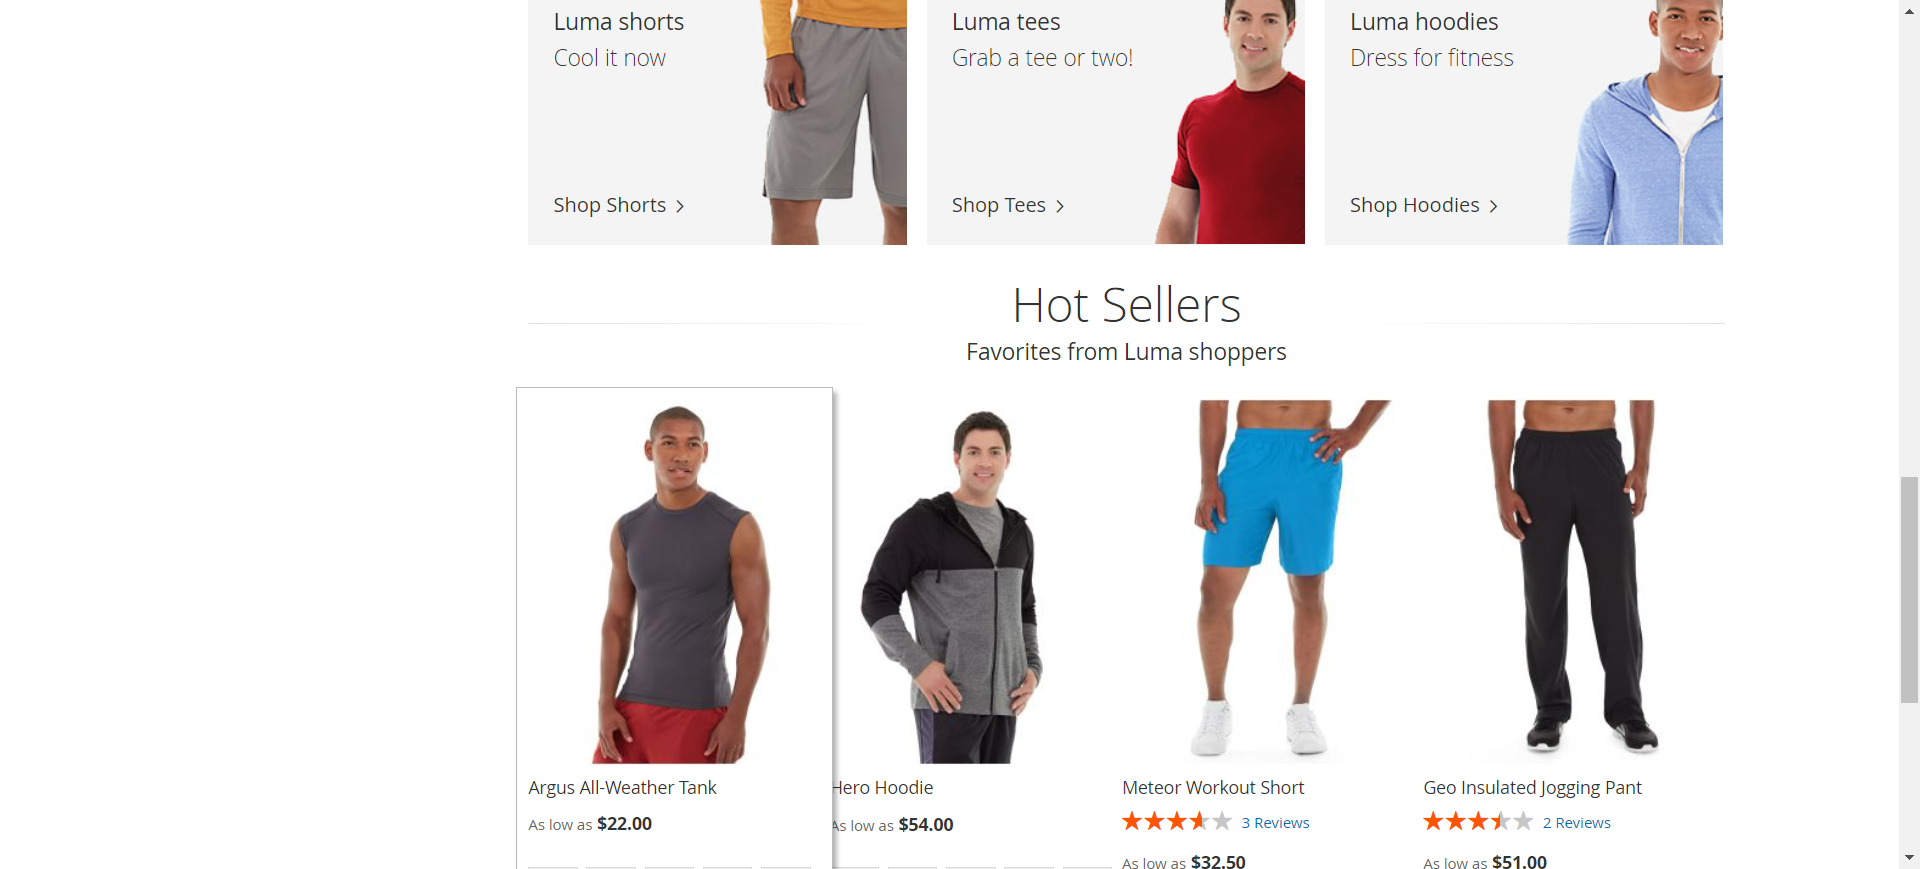 Luma shorts
Cool it now
Shop Shorts
Luma tees
Grab a tee or two!
Shop Tees
Luma hoodies
Dress for fitness
Shop Hoodies
Hot Sellers
Favorites from Luma shoppers
Argus All-Weather Tank
As low as $22.00
Hero Hoodie
As low as $54.00
Meteor Workout Short
3 Reviews
As low as $32.50
Geo Insulated Jogging Pant
2 Reviews
As low as $51.00